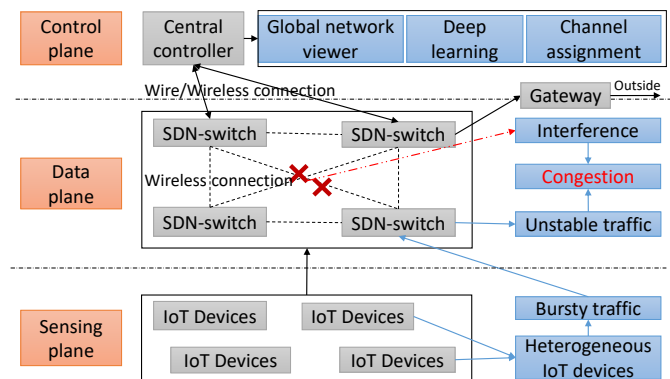 Control
plane
Central
controller
Global network
viewer
Deep
learning
Channel
assignment
Wire/Wireless connection
Gateway
Outside
Data
plane
SDN-switch
SDN-switch
Wireless connection
SDN-switch
SDN-switch
Interference
Congestion
Unstable traffic
Sensing
plane
IoT Devices
IoT Devices
IoT Devices
IoT Devices
Bursty traffic
Heterogeneous
IoT devices